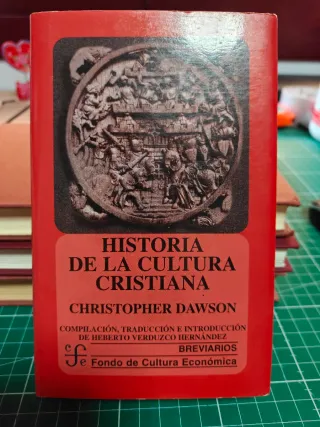 HISTORIA
DE LA CULTURA
CRISTIANA
CHRISTOPHER DAWSON
COMPILACIÓN, TRADUCCIÓN E INTRODUCCIÓN
DE HEBERTO VERDUZCO HERNÁNDEZ
BREVIARIOS
cfe Fondo de Cultura Económica